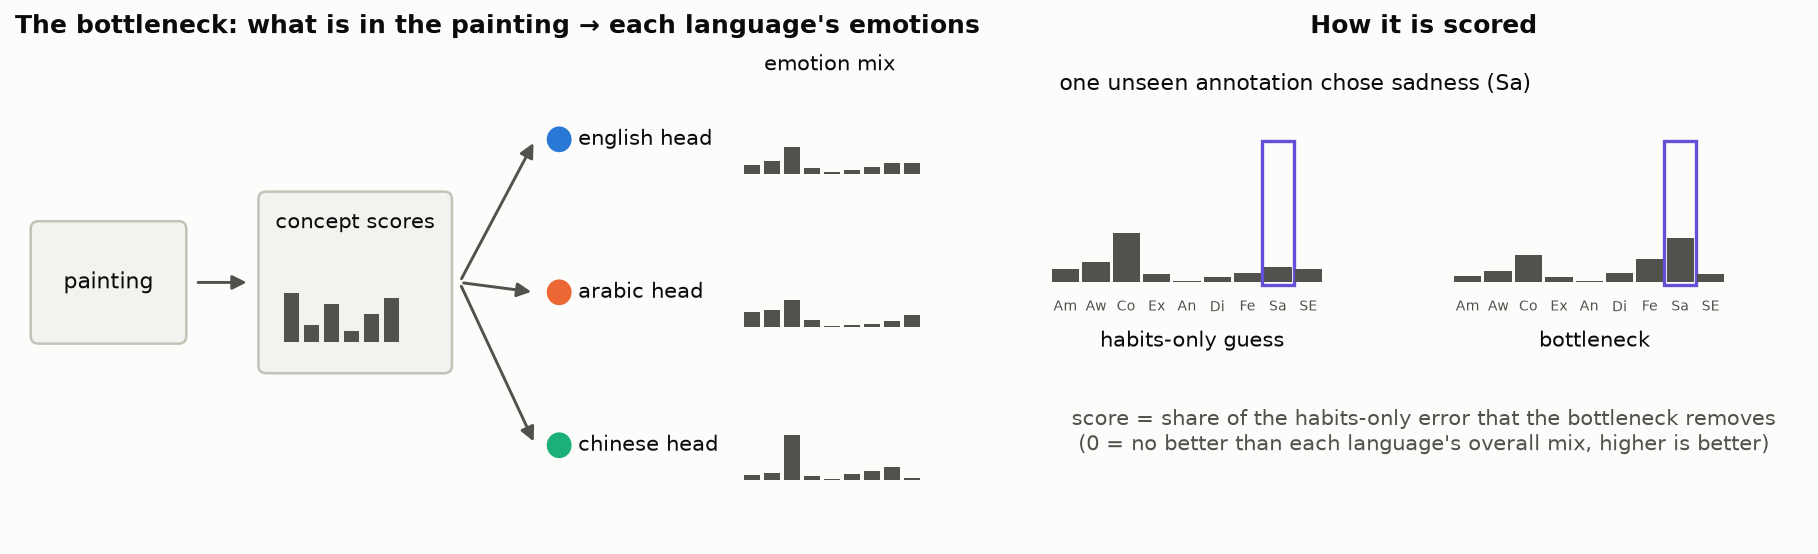 The bottleneck: what is in the painting → each language's emotions
emotion mix
painting
concept scores
english head
arabic head
chinese head
How it is scored
one unseen annotation chose sadness (Sa)
Am Aw Co Ex An Di Fe Sa SE
habits-only guess
Am Aw Co Ex An Di Fe Sa SE
bottleneck
score = share of the habits-only error that the bottleneck removes
(0 = no better than each language's overall mix, higher is better)